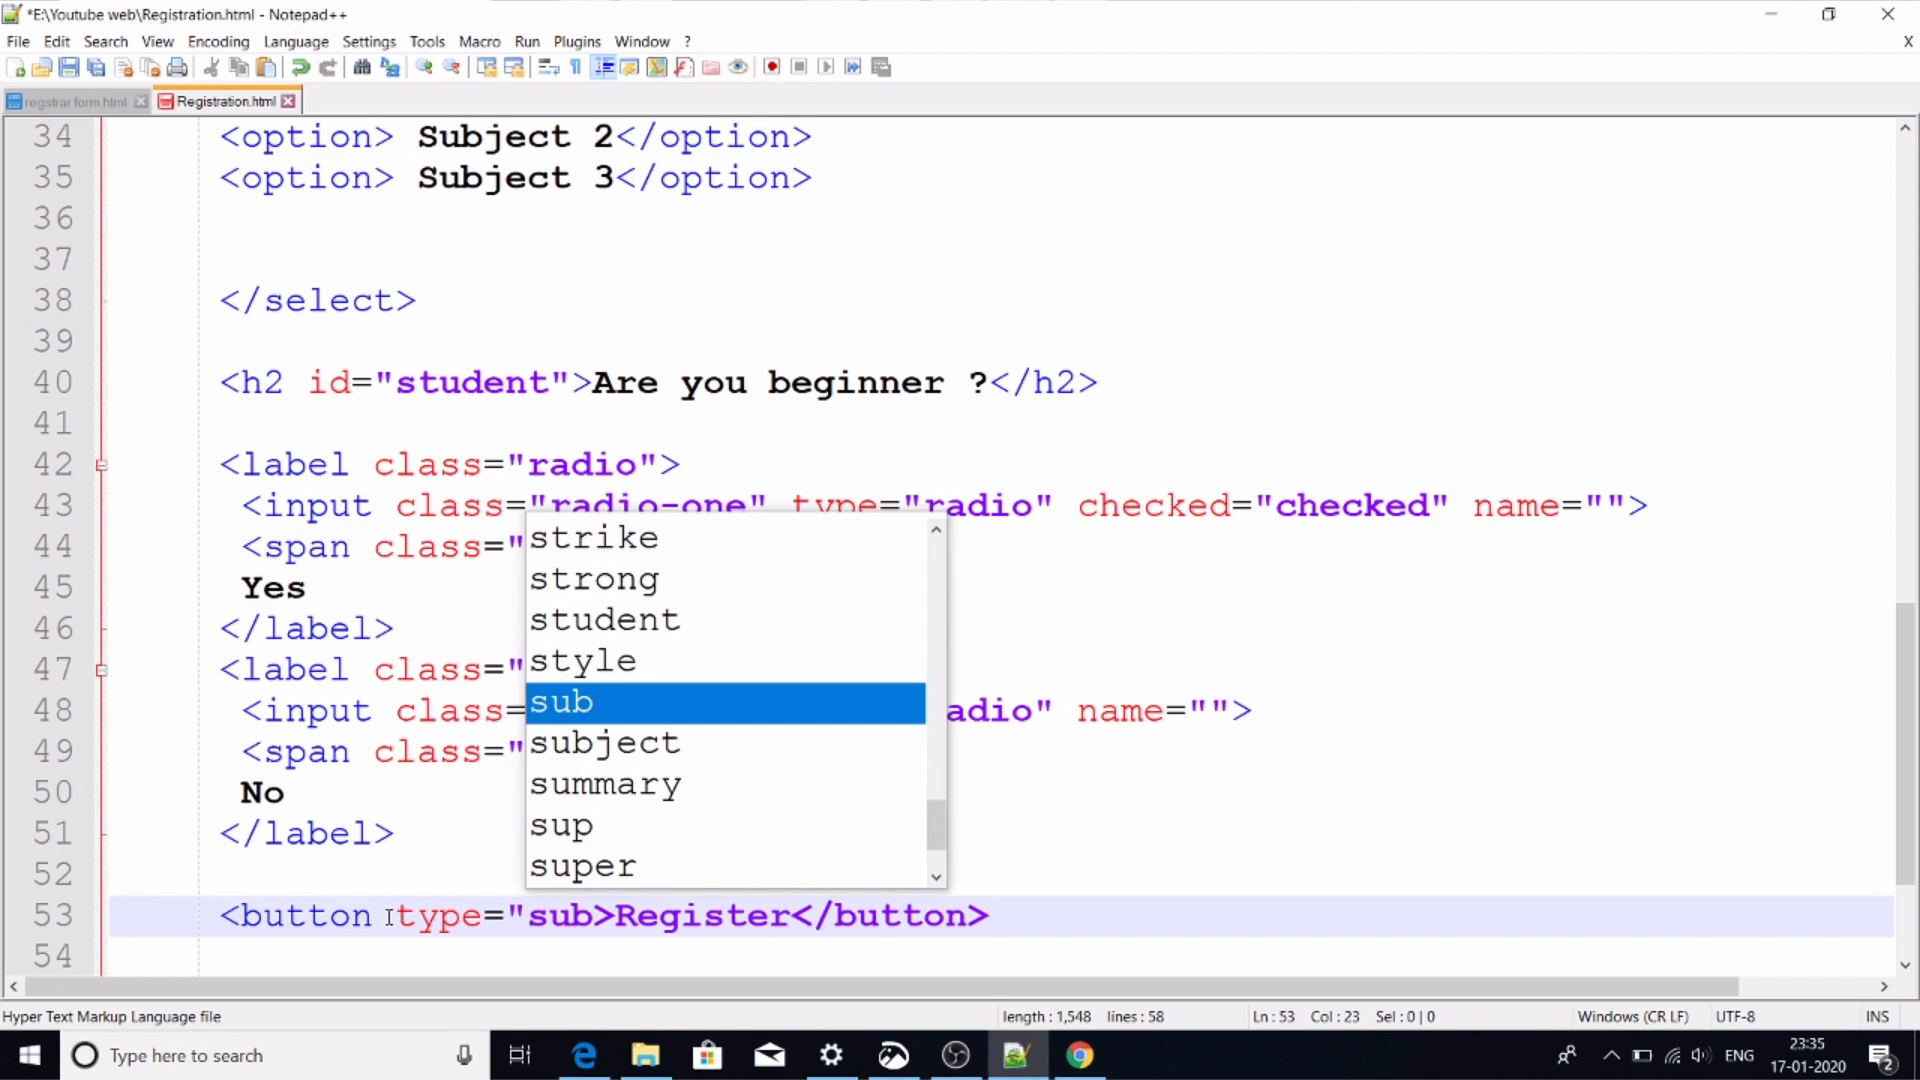 *E:\Youtube web\Registration.html - Notepad++
File Edit Search View Encoding Language Settings Tools Macro Run Plugins Window ? X
registrar form.html Registration.html
34 <option> Subject 2</option>
35 <option> Subject 3</option>
36
37
38 </select>
39
40 <h2 id="student">Are you beginner ?</h2>
41
42 <label class="radio">
43 <input class="radio-one" type="radio" checked="checked" name="">
44 <span class="
45 Yes
46 </label>
47 <label class="
48 <input class= adio" name="">
49 <span class="
50 No
51 </label>
52
53 <button type="sub>Register</button>
54
strike
strong
student
style
sub
subject
summary
sup
super
Hyper Text Markup Language file length : 1,548 lines : 58 Ln : 53 Col : 23 Sel : 0 | 0 Windows (CR LF) UTF-8 INS
Type here to search ENG 23:35
17-01-2020 2